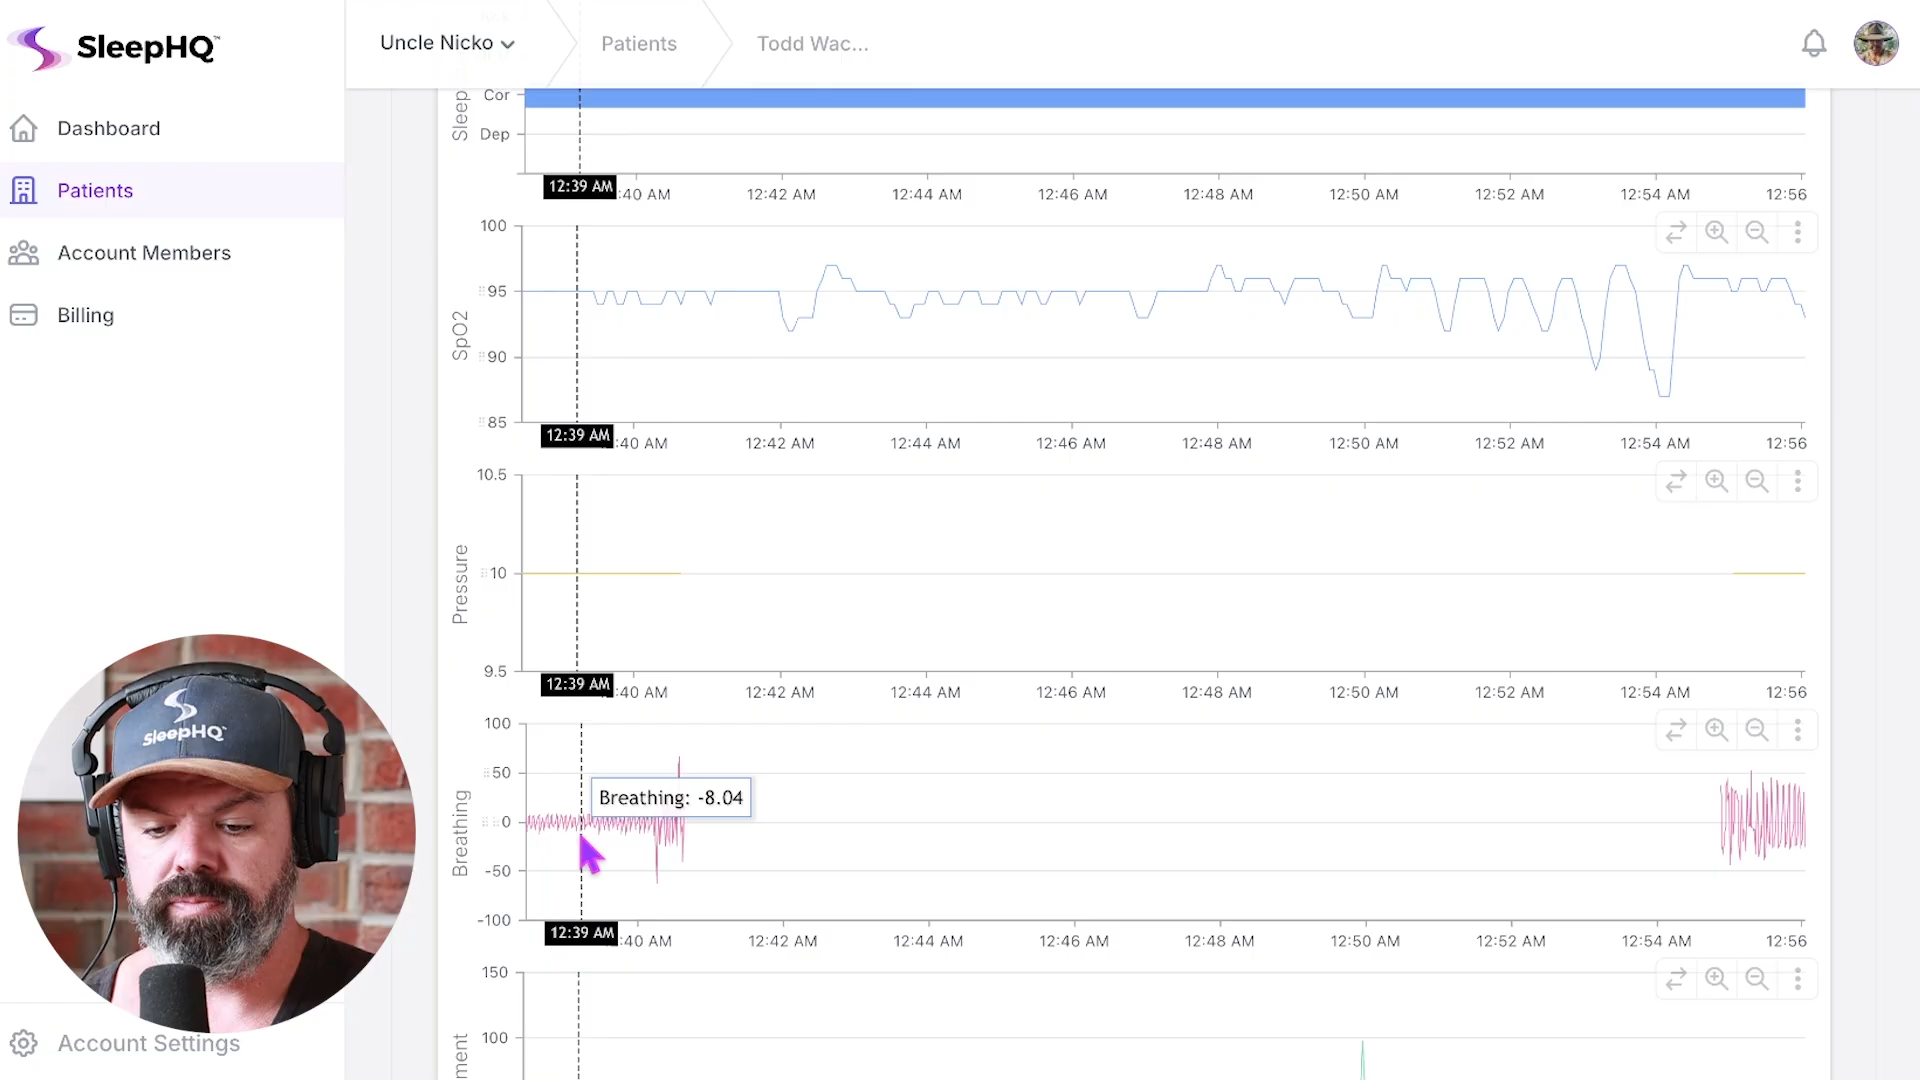 SleepHQ™
Uncle Nicko
Patients
Todd Wac...
Dashboard
Patients
Account Members
Billing
Account Settings
Sleep
Cor
Dep
12:39 AM
:40 AM
12:42 AM
12:44 AM
12:46 AM
12:48 AM
12:50 AM
12:52 AM
12:54 AM
12:56
SpO2
100
95
90
85
12:39 AM
:40 AM
12:42 AM
12:44 AM
12:46 AM
12:48 AM
12:50 AM
12:52 AM
12:54 AM
12:56
Pressure
10.5
10
9.5
12:39 AM
:40 AM
12:42 AM
12:44 AM
12:46 AM
12:48 AM
12:50 AM
12:52 AM
12:54 AM
12:56
Breathing
100
50
0
-50
-100
Breathing: -8.04
12:39 AM
:40 AM
12:42 AM
12:44 AM
12:46 AM
12:48 AM
12:50 AM
12:52 AM
12:54 AM
12:56
ment
150
100
SleepHQ™